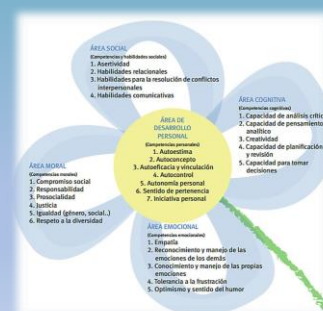 ÁREA SOCIAL
(Competencias y habilidades sociales)
1. Asertividad
2. Habilidades relacionales
3. Habilidades para la resolución de conflictos
interpersonales
4. Habilidades comunicativas
ÁREA COGNITIVA
(Competencias cognitivas)
1. Capacidad de análisis crític
2. Capacidad de pensamiento
analítico
3. Creatividad
4. Capacidad de planificación
y revisión
5. Capacidad para tomar
decisiones
ÁREA DE
DESARROLLO
PERSONAL
(Competencias personales)
1. Autoestima
2. Autoconcepto
3. Autoeficacia y vinculación
4. Autocontrol
5. Autonomía personal
6. Sentido de pertenencia
7. Iniciativa personal
ÁREA MORAL
(Competencias morales)
1. Compromiso social
2. Responsabilidad
3. Prosocialidad
4. Justicia
5. Igualdad (género, social..)
6. Respeto a la diversidad
ÁREA EMOCIONAL
(Competencias emocionales)
1. Empatía
2. Reconocimiento y manejo de las
emociones de los demás
3. Conocimiento y manejo de las propias
emociones
4. Tolerancia a la frustración
5. Optimismo y sentido del humor